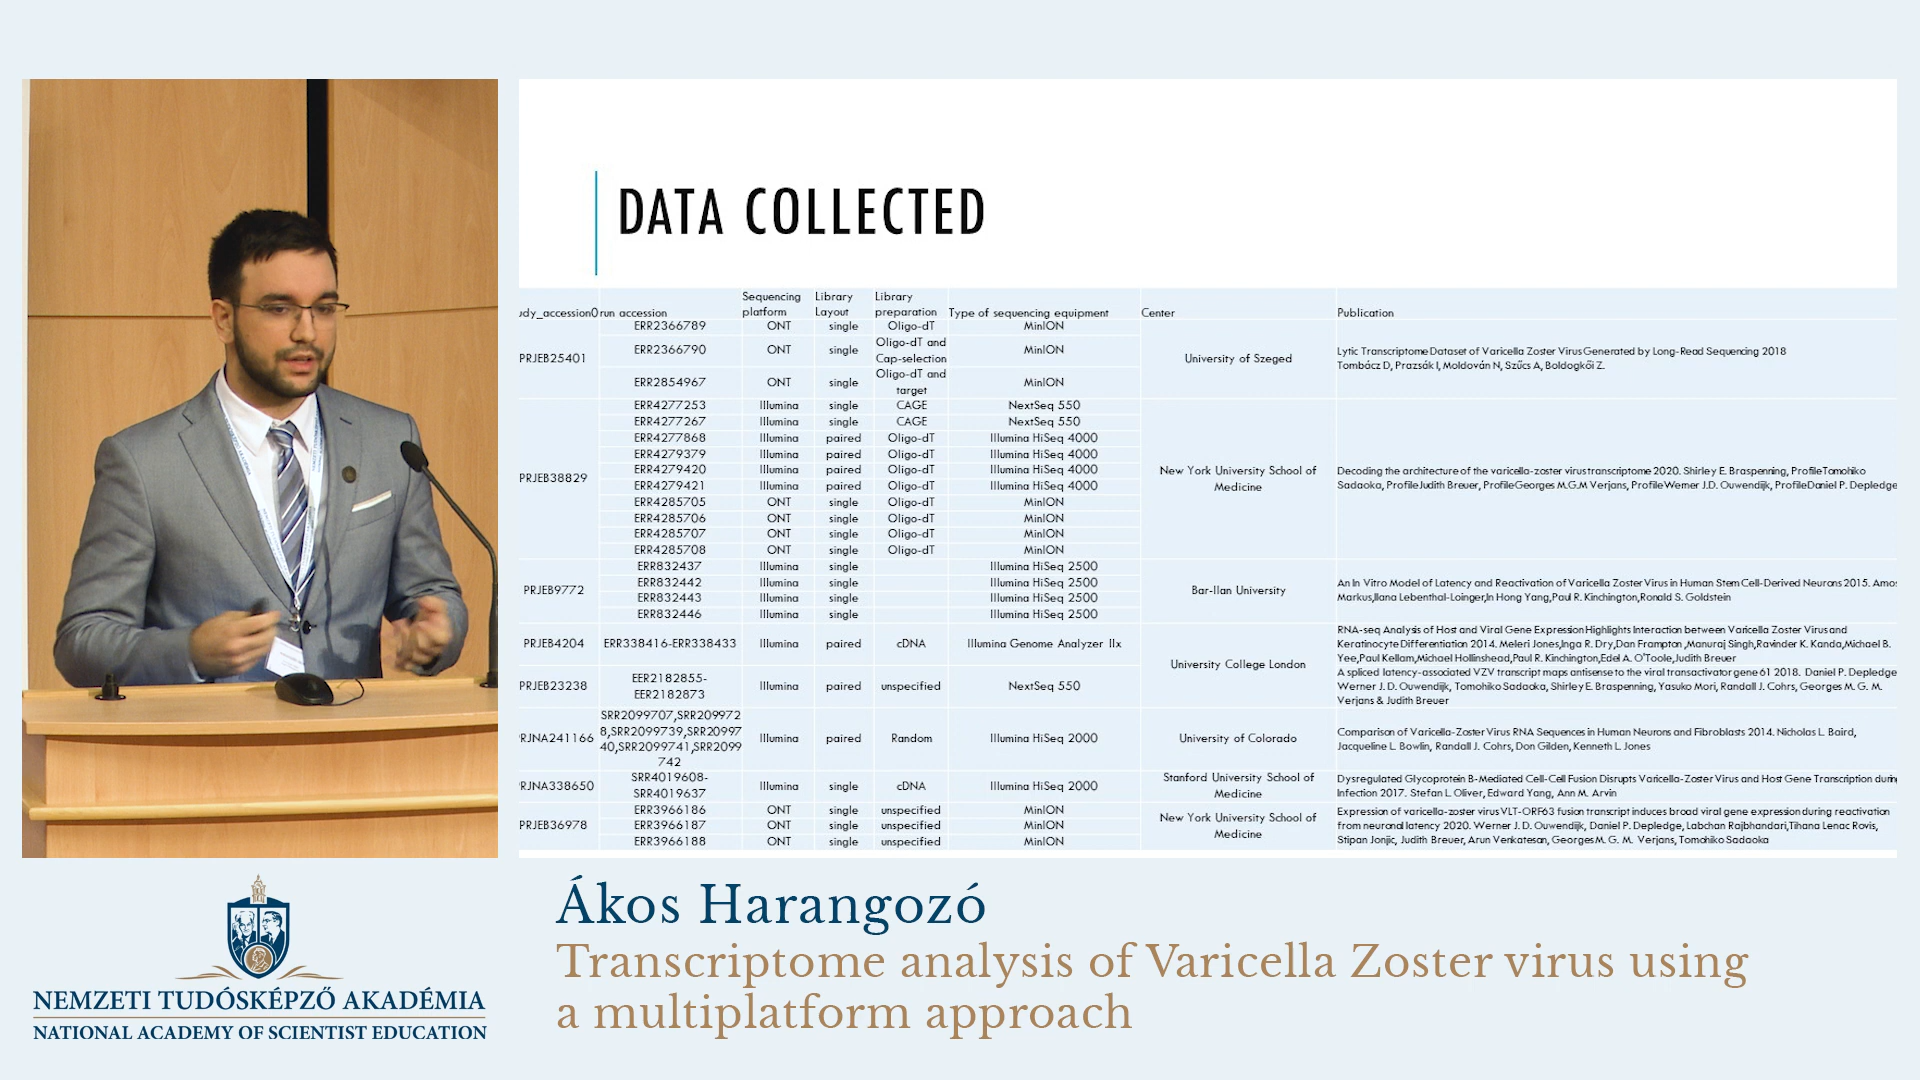 DATA COLLECTED
udy_accession0 run accession Sequencing platform Library Layout Library preparation Type of sequencing equipment Center Publication
PRJEB25401
ERR2366789 ONT single Oligo-dT MinION
ERR2366790 ONT single Oligo-dT and Cap-selection MinION
ERR2854967 ONT single Oligo-dT and target MinION
University of Szeged
Lytic Transcriptome Dataset of Varicella Zoster Virus Generated by Long-Read Sequencing 2018
Tombácz D, Prazsák I, Moldován N, Szűcs A, Boldogkői Z.
PRJEB38829
ERR4277253 Illumina single CAGE NextSeq 550
ERR4277267 Illumina single CAGE NextSeq 550
ERR4277868 Illumina paired Oligo-dT Illumina HiSeq 4000
ERR4279379 Illumina paired Oligo-dT Illumina HiSeq 4000
ERR4279420 Illumina paired Oligo-dT Illumina HiSeq 4000
ERR4279421 Illumina paired Oligo-dT Illumina HiSeq 4000
ERR4285705 ONT single Oligo-dT MinION
ERR4285706 ONT single Oligo-dT MinION
ERR4285707 ONT single Oligo-dT MinION
ERR4285708 ONT single Oligo-dT MinION
New York University School of
Medicine
Decoding the architecture of the varicella-zoster virus transcriptome 2020. Shirley E. Braspenning, ProfileTomohiko
Sadaoka, ProfileJudith Breuer, ProfileGeorges M.G.M Verjans, ProfileWerner J.D. Ouwendijk, ProfileDaniel P. Depledge
PRJEB9772
ERR832437 Illumina single Illumina HiSeq 2500
ERR832442 Illumina single Illumina HiSeq 2500
ERR832443 Illumina single Illumina HiSeq 2500
ERR832446 Illumina single Illumina HiSeq 2500
Bar-Ilan University
An In Vitro Model of Latency and Reactivation of Varicella Zoster Virus in Human Stem Cell-Derived Neurons 2015. Amos
Markus,Ilana Lebenthal-Loinger,In Hong Yang,Paul R. Kinchington,Ronald S. Goldstein
PRJEB4204 ERR338416-ERR338433 Illumina paired cDNA Illumina Genome Analyzer IIx
University College London
RNA-seq Analysis of Host and Viral Gene Expression Highlights Interaction between Varicella Zoster Virus and
Keratinocyte Differentiation 2014. Meleri Jones,Inga R. Dry,Dan Frampton ,Manuraj Singh,Ravinder K. Kanda,Michael B.
Yee,Paul Kellam,Michael Hollinshead,Paul R. Kinchington,Edel A. O'Toole,Judith Breuer
PRJEB23238 EER2182855-
EER2182873 Illumina paired unspecified NextSeq 550
A spliced latency-associated VZV transcript maps antisense to the viral transactivator gene 61 2018. Daniel P. Depledge
Werner J. D. Ouwendijk, Tomohiko Sadaoka, Shirley E. Braspenning, Yasuko Mori, Randall J. Cohrs, Georges M. G. M.
Verjans & Judith Breuer
RJNA241166
SRR2099707,SRR209972
8,SRR2099739,SRR20997
40,SRR2099741,SRR2099
742
Illumina paired Random Illumina HiSeq 2000 University of Colorado
Comparison of Varicella-Zoster Virus RNA Sequences in Human Neurons and Fibroblasts 2014. Nicholas L. Baird,
Jacqueline L. Bowlin, Randall J. Cohrs, Don Gilden, Kenneth L. Jones
RJNA338650 SRR4019608-
SRR4019637 Illumina single cDNA Illumina HiSeq 2000
Stanford University School of
Medicine
Dysregulated Glycoprotein B-Mediated Cell-Cell Fusion Disrupts Varicella-Zoster Virus and Host Gene Transcription durin
Infection 2017. Stefan L. Oliver, Edward Yang, Ann M. Arvin
PRJEB36978
ERR3966186 ONT single unspecified MinION
ERR3966187 ONT single unspecified MinION
ERR3966188 ONT single unspecified MinION
New York University School of
Medicine
Expression of varicella-zoster virus VLT-ORF63 fusion transcript induces broad viral gene expression during reactivation
from neuronal latency 2020. Werner J. D. Ouwendijk, Daniel P. Depledge, Labchan Rajbhandari,Tihana Lenac Rovis,
Stipan Jonjic, Judith Breuer, Arun Venkatesan, Georges M. G. M. Verjans, Tomohiko Sadaoka
Ákos Harangozó
Transcriptome analysis of Varicella Zoster virus using
a multiplatform approach
NEMZETI TUDÓSKÉPZŐ AKADÉMIA
NATIONAL ACADEMY OF SCIENTIST EDUCATION